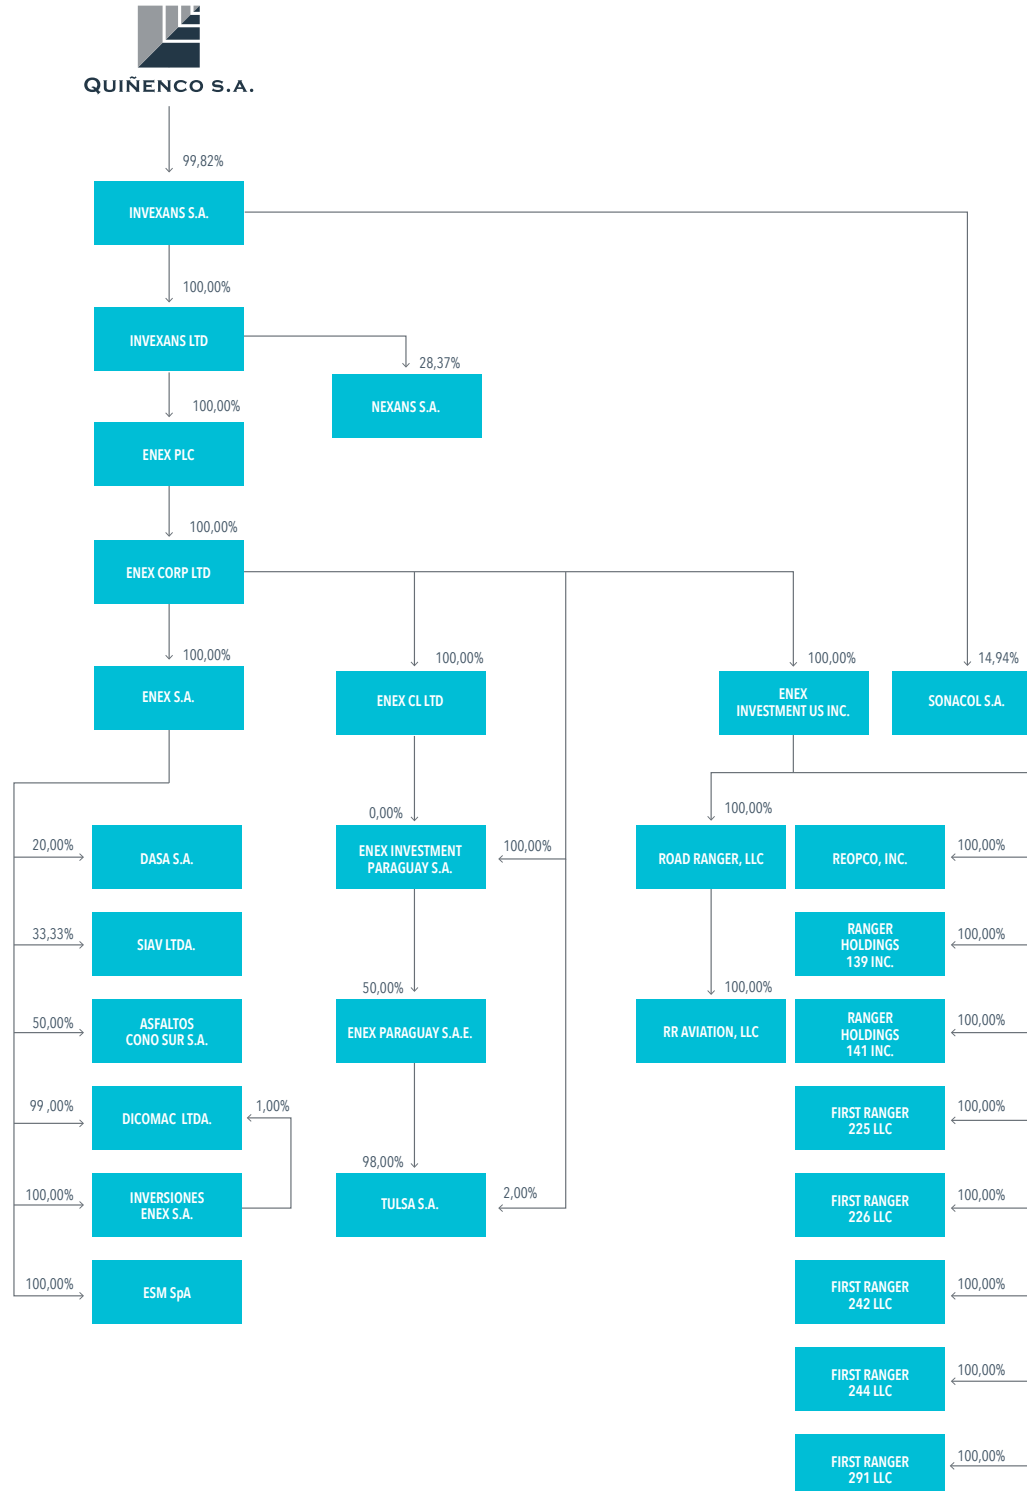 QUIÑENCO S.A.
99,82%
INVEXANS S.A.
100,00%
INVEXANS LTD
28,37%
NEXANS S.A.
100,00%
ENEX PLC
100,00%
ENEX CORP LTD
100,00%
ENEX S.A.
100,00%
ENEX CL LTD
100,00%
ENEX
INVESTMENT US INC.
14,94%
SONACOL S.A.
20,00%
DASA S.A.
33,33%
SIAV LTDA.
50,00%
ASFALTOS
CONO SUR S.A.
99 ,00%
DICOMAC LTDA.
1,00%
100,00%
INVERSIONES
ENEX S.A.
100,00%
ESM SpA
0,00%
ENEX INVESTMENT
PARAGUAY S.A.
100,00%
50,00%
ENEX PARAGUAY S.A.E.
98,00%
TULSA S.A.
2,00%
100,00%
ROAD RANGER, LLC
100,00%
RR AVIATION, LLC
REOPCO, INC.
100,00%
RANGER
HOLDINGS
139 INC.
100,00%
RANGER
HOLDINGS
141 INC.
100,00%
FIRST RANGER
225 LLC
100,00%
FIRST RANGER
226 LLC
100,00%
FIRST RANGER
242 LLC
100,00%
FIRST RANGER
244 LLC
100,00%
FIRST RANGER
291 LLC
100,00%